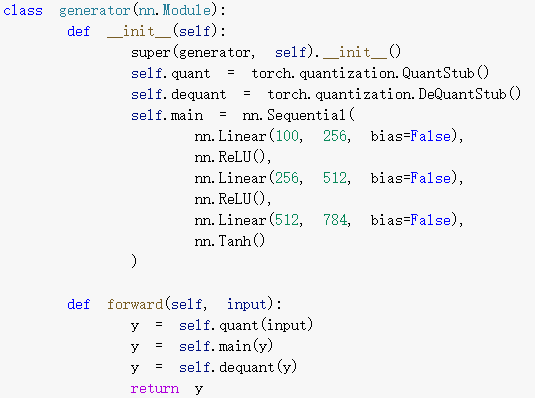 class generator(nn.Module):
def __init__(self):
super(generator, self).__init__()
self.quant = torch.quantization.QuantStub()
self.dequant = torch.quantization.DeQuantStub()
self.main = nn.Sequential(
nn.Linear(100, 256, bias=False),
nn.ReLU(),
nn.Linear(256, 512, bias=False),
nn.ReLU(),
nn.Linear(512, 784, bias=False),
nn.Tanh()
)
def forward(self, input):
y = self.quant(input)
y = self.main(y)
y = self.dequant(y)
return y